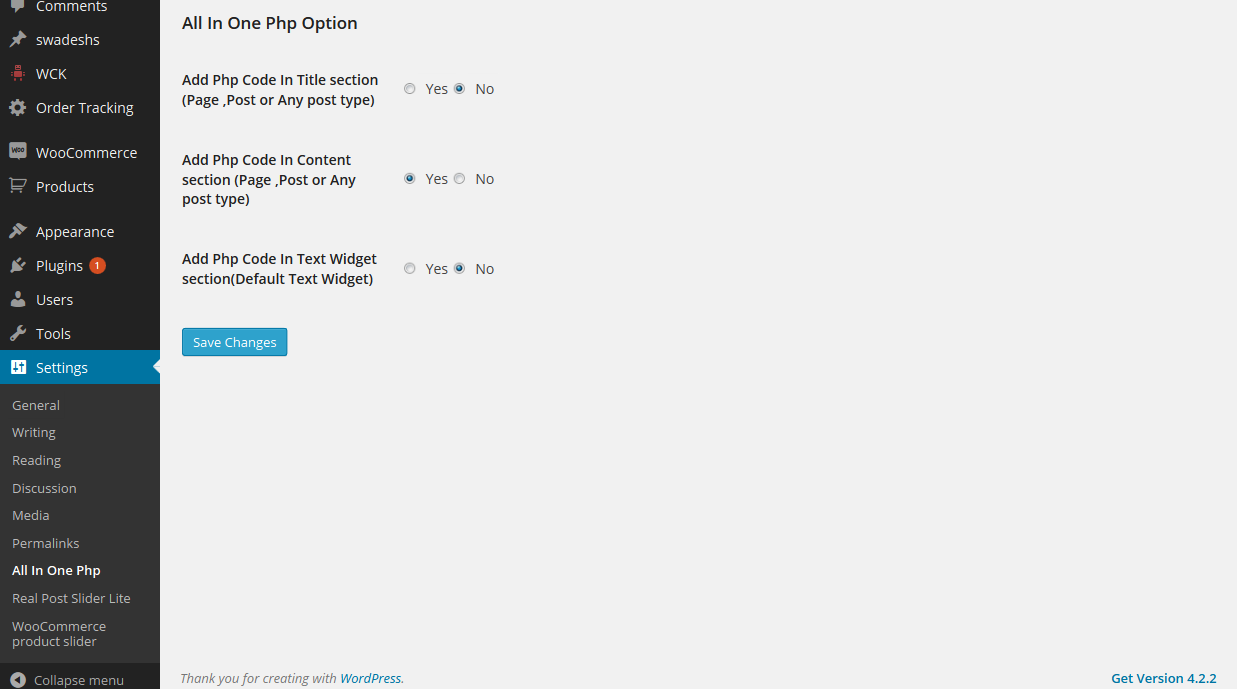 Comments
swadeshs
WCK
Order Tracking
WOO
WooCommerce
Products
Appearance
Plugins 1
Users
Tools
Settings
General
Writing
Reading
Discussion
Media
Permalinks
All In One Php
Real Post Slider Lite
WooCommerce
product slider
Collapse menu
All In One Php Option
Add Php Code In Title section
(Page ,Post or Any post type)
Yes No
Add Php Code In Content
section (Page ,Post or Any
post type)
Yes No
Add Php Code In Text Widget
section(Default Text Widget)
Yes No
Save Changes
Thank you for creating with WordPress.
Get Version 4.2.2